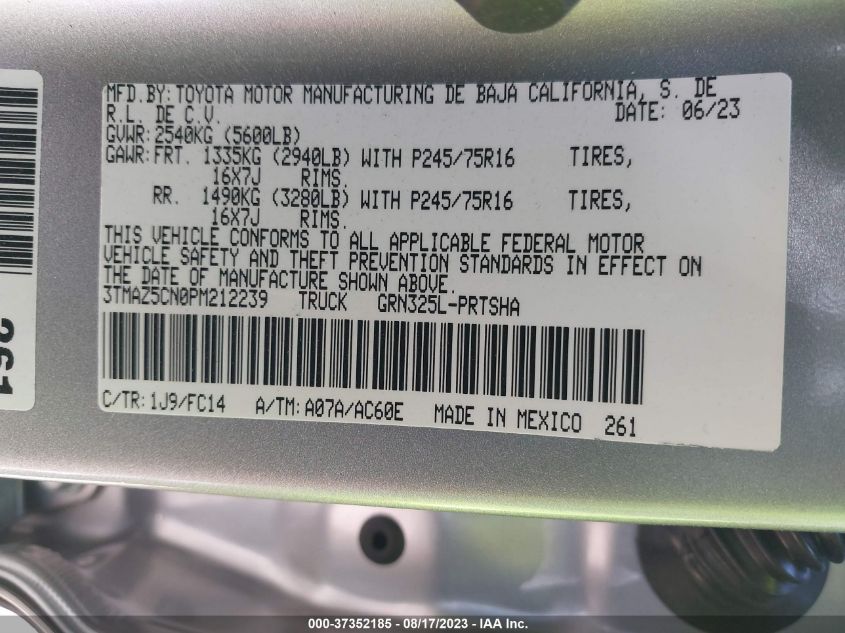 MFD.BY:TOYOTA MOTOR MANUFACTURING DE BAJA CALIFORNIA, S. DE
R.L. DE C.V. DATE: 06/23
GVWR:2540KG (5600LB)
GAWR:FRT. 1335KG (2940LB) WITH P245/75R16 TIRES,
16X7J RIMS.
RR. 1490KG (3280LB) WITH P245/75R16 TIRES,
16X7J RIMS.
THIS VEHICLE CONFORMS TO ALL APPLICABLE FEDERAL MOTOR
VEHICLE SAFETY AND THEFT PREVENTION STANDARDS IN EFFECT ON
THE DATE OF MANUFACTURE SHOWN ABOVE.
3TMAZ5CN0PM212239 TRUCK GRN325L-PRTSHA
C/TR:1J9/FC14 A/TM:A07A/AC60E MADE IN MEXICO 261
261
000-37352185 - 08/17/2023 - IAA Inc.